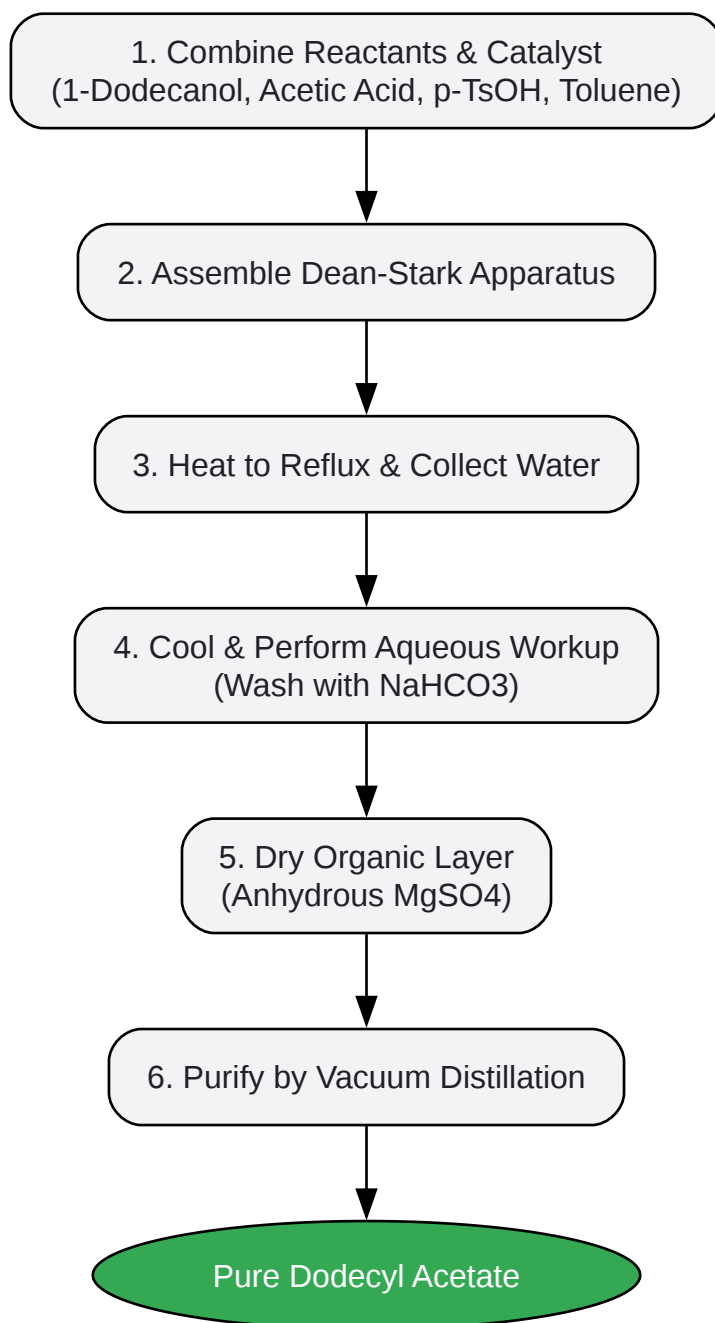 1. Combine Reactants & Catalyst
(1-Dodecanol, Acetic Acid, p-TsOH, Toluene)
2. Assemble Dean-Stark Apparatus
3. Heat to Reflux & Collect Water
4. Cool & Perform Aqueous Workup
(Wash with NaHCO3)
5. Dry Organic Layer
(Anhydrous MgSO4)
6. Purify by Vacuum Distillation
Pure Dodecyl Acetate